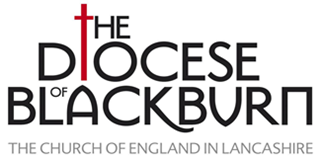 THE
DIOCESE
OF BLACKBURN
THE CHURCH OF ENGLAND IN LANCASHIRE